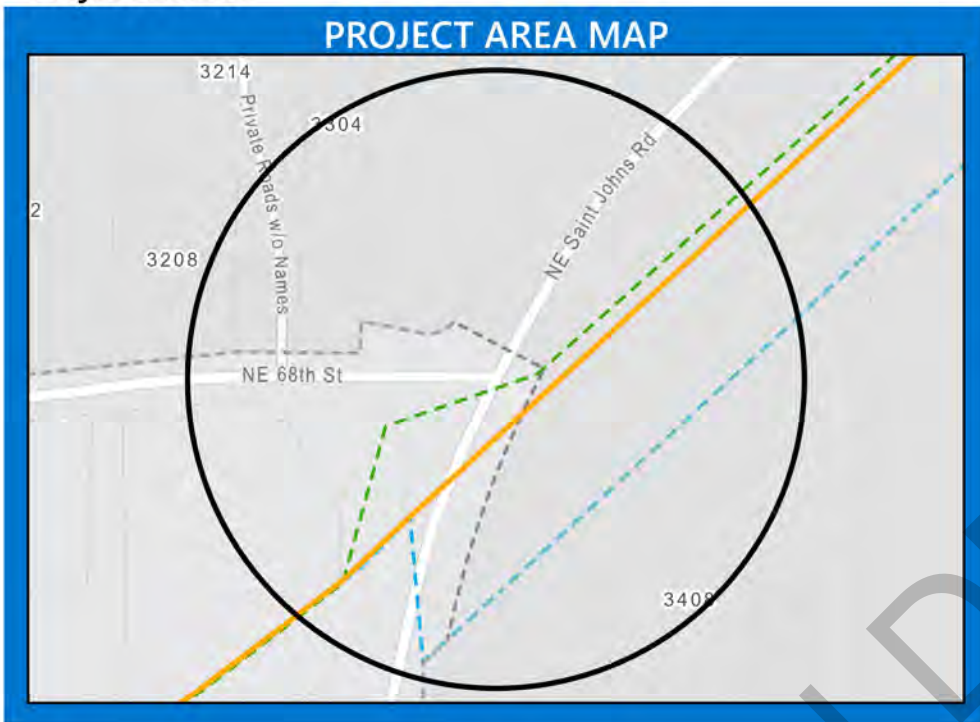 PROJECT AREA MAP
3214
3304
Private Roads w/o Names
NE Saint Johns Rd
2
3208
NE 68th St
3408